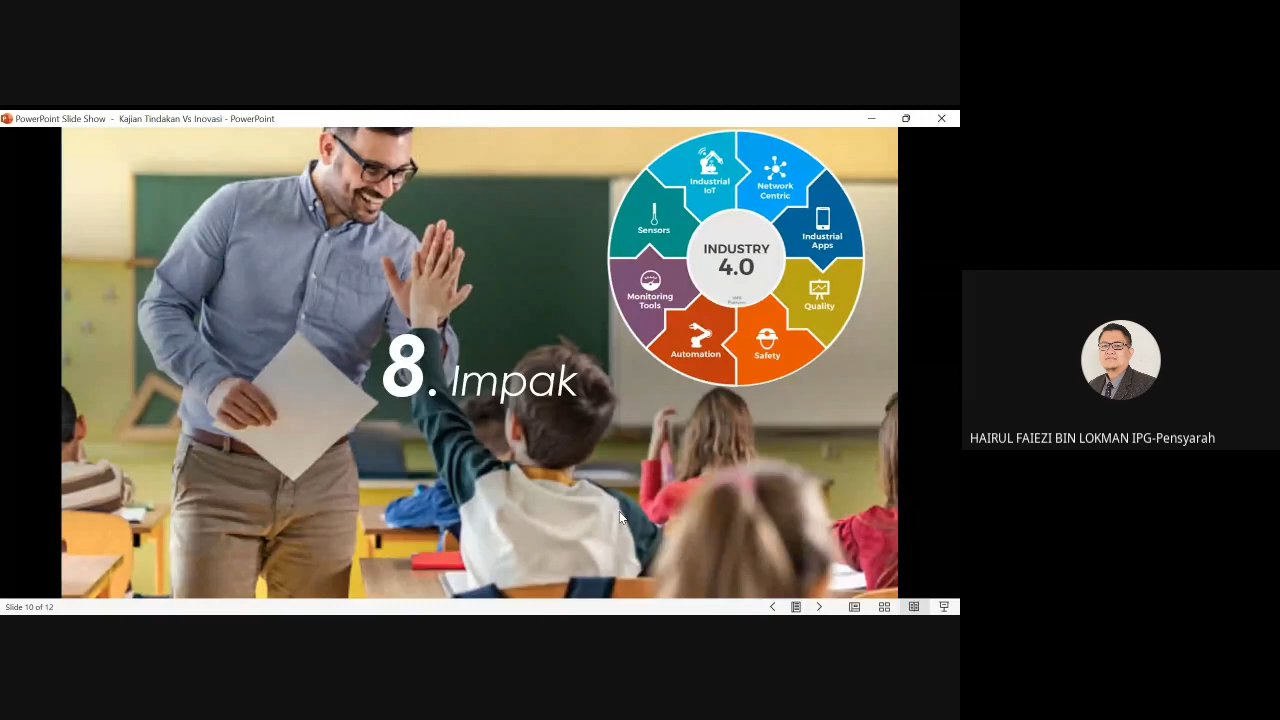 PowerPoint Slide Show - Kajian Tindakan Vs Inovasi - PowerPoint
Industrial
IoT
Network
Centric
Sensors
Industrial
Apps
INDUSTRY
4.0
Monitoring
Tools
Quality
Automation
Safety
8. Impak
HAIRUL FAIEZI BIN LOKMAN IPG-Pensyarah
Slide 10 of 12